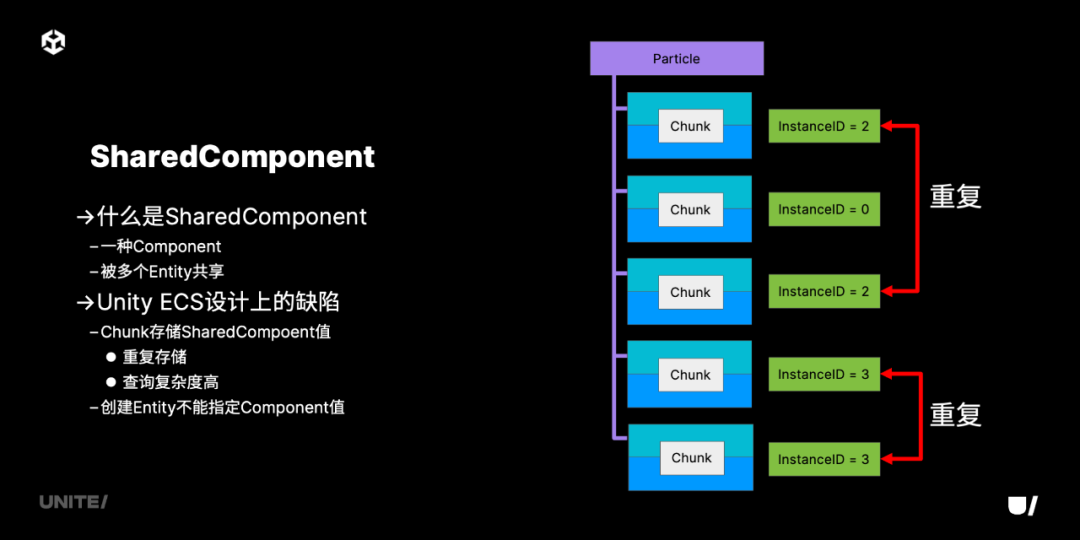 SharedComponent
→什么是SharedComponent
–一种Component
–被多个Entity共享
→Unity ECS设计上的缺陷
–Chunk存储SharedCompoent值
● 重复存储
● 查询复杂度高
–创建Entity不能指定Component值
Particle
Chunk
InstanceID = 2
Chunk
InstanceID = 0
Chunk
InstanceID = 2
重复
Chunk
InstanceID = 3
Chunk
InstanceID = 3
重复
UNITE/
U/